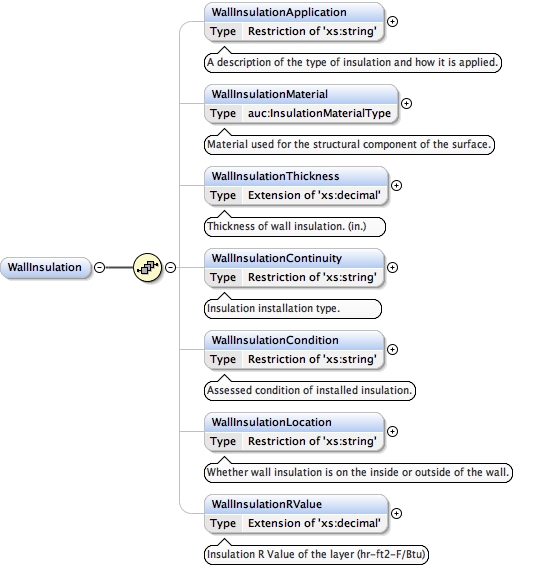 WallInsulationApplication
Type Restriction of 'xs:string'
A description of the type of insulation and how it is applied.
WallInsulationMaterial
Type auc:InsulationMaterialType
Material used for the structural component of the surface.
WallInsulationThickness
Type Extension of 'xs:decimal'
Thickness of wall insulation. (in.)
WallInsulation
WallInsulationContinuity
Type Restriction of 'xs:string'
Insulation installation type.
WallInsulationCondition
Type Restriction of 'xs:string'
Assessed condition of installed insulation.
WallInsulationLocation
Type Restriction of 'xs:string'
Whether wall insulation is on the inside or outside of the wall.
WallInsulationRValue
Type Extension of 'xs:decimal'
Insulation R Value of the layer (hr-ft2-F/Btu)